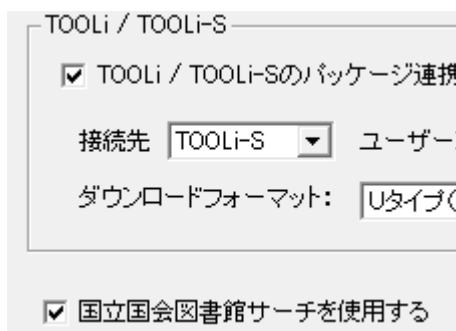 TOOLi / TOOLi-S
TOOLi / TOOLi-Sのパッケージ連携
接続先 TOOLi-S ユーザー
ダウンロードフォーマット: Uタイプ(
国立国会図書館サーチを使用する